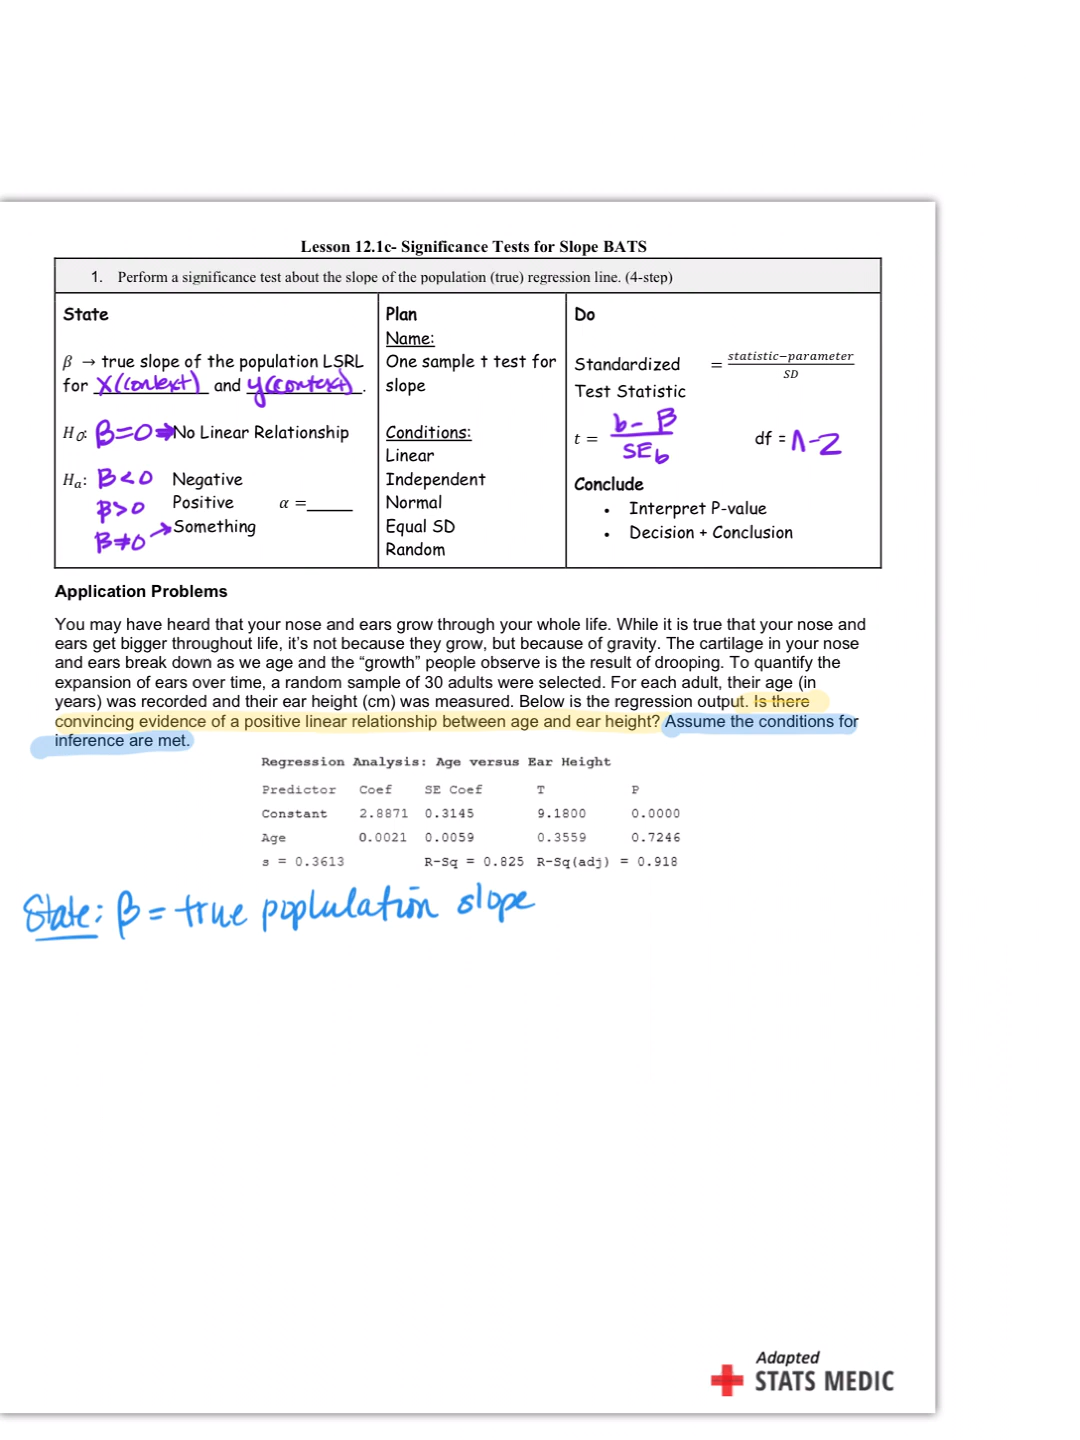 Lesson 12.1c- Significance Tests for Slope BATS
1. Perform a significance test about the slope of the population (true) regression line. (4-step)
State
β → true slope of the population LSRL
for x(context) and y(context).
H₀: β=0 ⇒ No Linear Relationship
Hₐ: β<0 Negative
β>0 Positive α =_____
β≠0 → Something
Plan
Name:
One sample t test for
slope
Conditions:
Linear
Independent
Normal
Equal SD
Random
Do
Standardized = statistic−parameter
SD
Test Statistic
t = b - β
SEb
df = n-2
Conclude
• Interpret P-value
• Decision + Conclusion
Application Problems
You may have heard that your nose and ears grow through your whole life. While it is true that your nose and
ears get bigger throughout life, it's not because they grow, but because of gravity. The cartilage in your nose
and ears break down as we age and the “growth” people observe is the result of drooping. To quantify the
expansion of ears over time, a random sample of 30 adults were selected. For each adult, their age (in
years) was recorded and their ear height (cm) was measured. Below is the regression output. Is there
convincing evidence of a positive linear relationship between age and ear height? Assume the conditions for
inference are met.
Regression Analysis: Age versus Ear Height
Predictor Coef SE Coef T P
Constant 2.8871 0.3145 9.1800 0.0000
Age 0.0021 0.0059 0.3559 0.7246
s = 0.3613 R-Sq = 0.825 R-Sq(adj) = 0.918
State: β = true poplulation slope
Adapted
STATS MEDIC